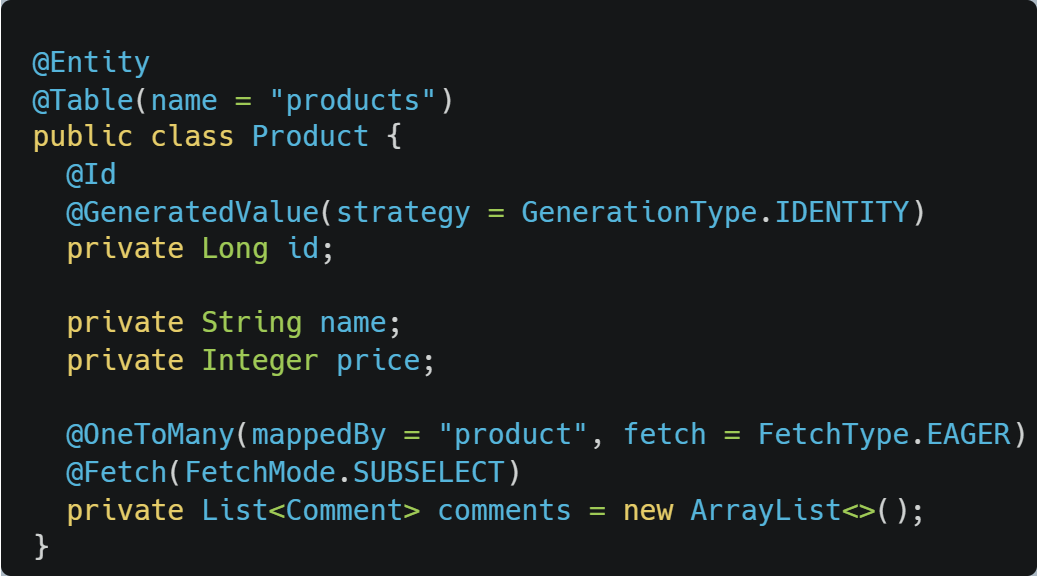 @Entity
@Table(name = "products")
public class Product {
  @Id
  @GeneratedValue(strategy = GenerationType.IDENTITY)
  private Long id;

  private String name;
  private Integer price;

  @OneToMany(mappedBy = "product", fetch = FetchType.EAGER)
  @Fetch(FetchMode.SUBSELECT)
  private List<Comment> comments = new ArrayList<>();
}